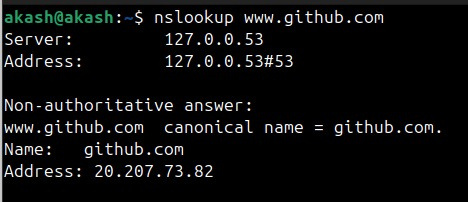 akash@akash:~$ nslookup www.github.com
Server:         127.0.0.53
Address:        127.0.0.53#53

Non-authoritative answer:
www.github.com  canonical name = github.com.
Name:   github.com
Address: 20.207.73.82